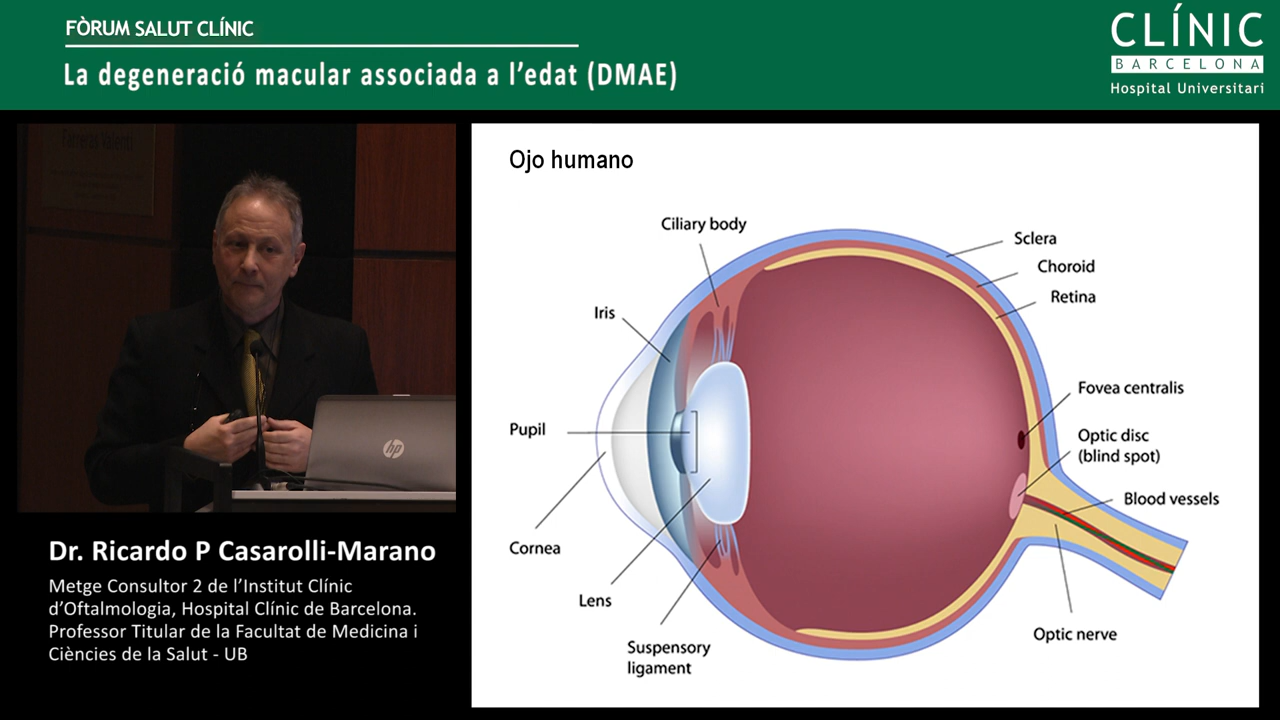 FÒRUM SALUT CLÍNIC
La degeneració macular associada a l’edat (DMAE)
CLÍNIC
BARCELONA
Hospital Universitari
hp
Dr. Ricardo P Casarolli-Marano
Metge Consultor 2 de l’Institut Clínic
d’Oftalmologia, Hospital Clínic de Barcelona.
Professor Titular de la Facultat de Medicina i
Ciències de la Salut - UB
Ojo humano
Ciliary body
Sclera
Choroid
Retina
Iris
Fovea centralis
Pupil
Optic disc
(blind spot)
Blood vessels
Cornea
Lens
Optic nerve
Suspensory
ligament